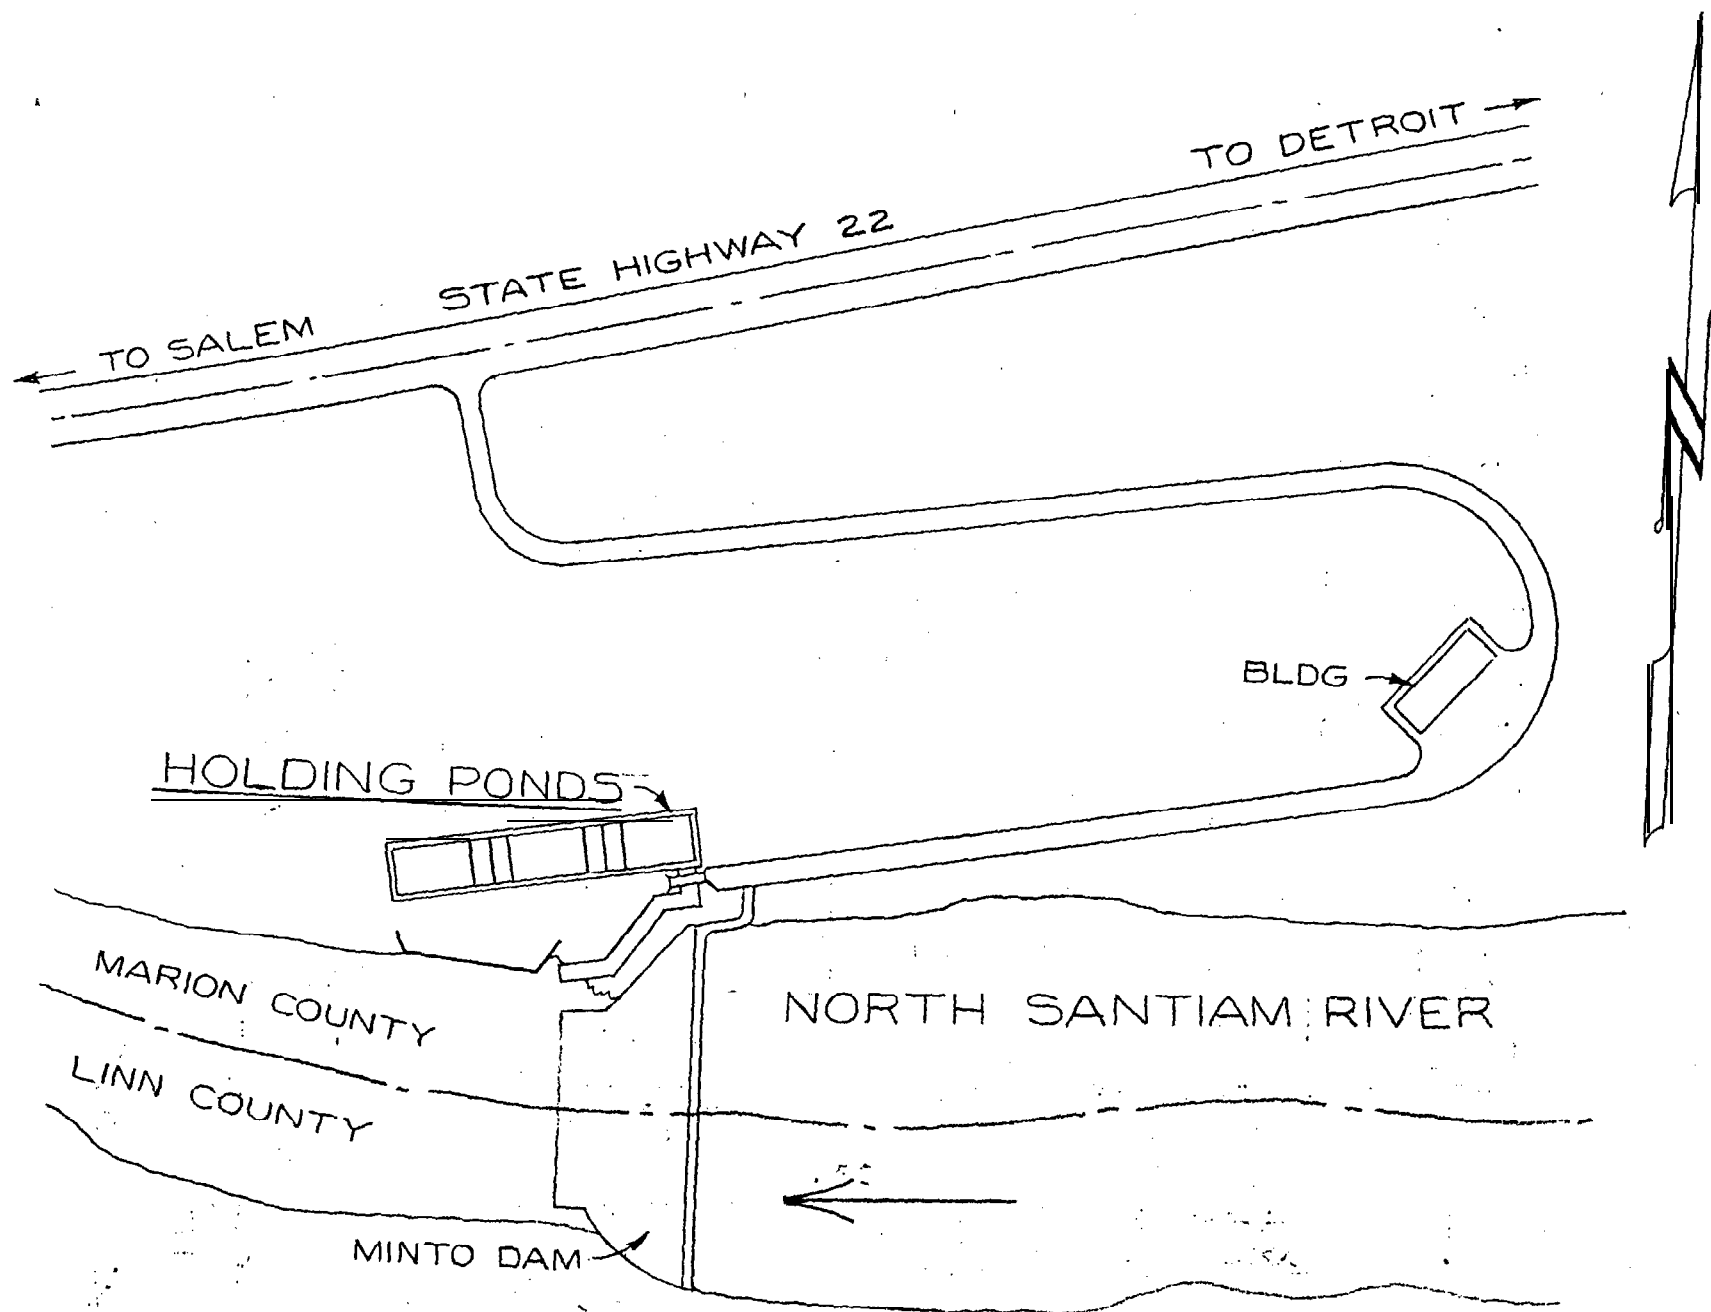 TO DETROIT
STATE HIGHWAY 22
TO SALEM
N
BLDG
HOLDING PONDS
MARION COUNTY
NORTH SANTIAM RIVER
LINN COUNTY
MINTO DAM